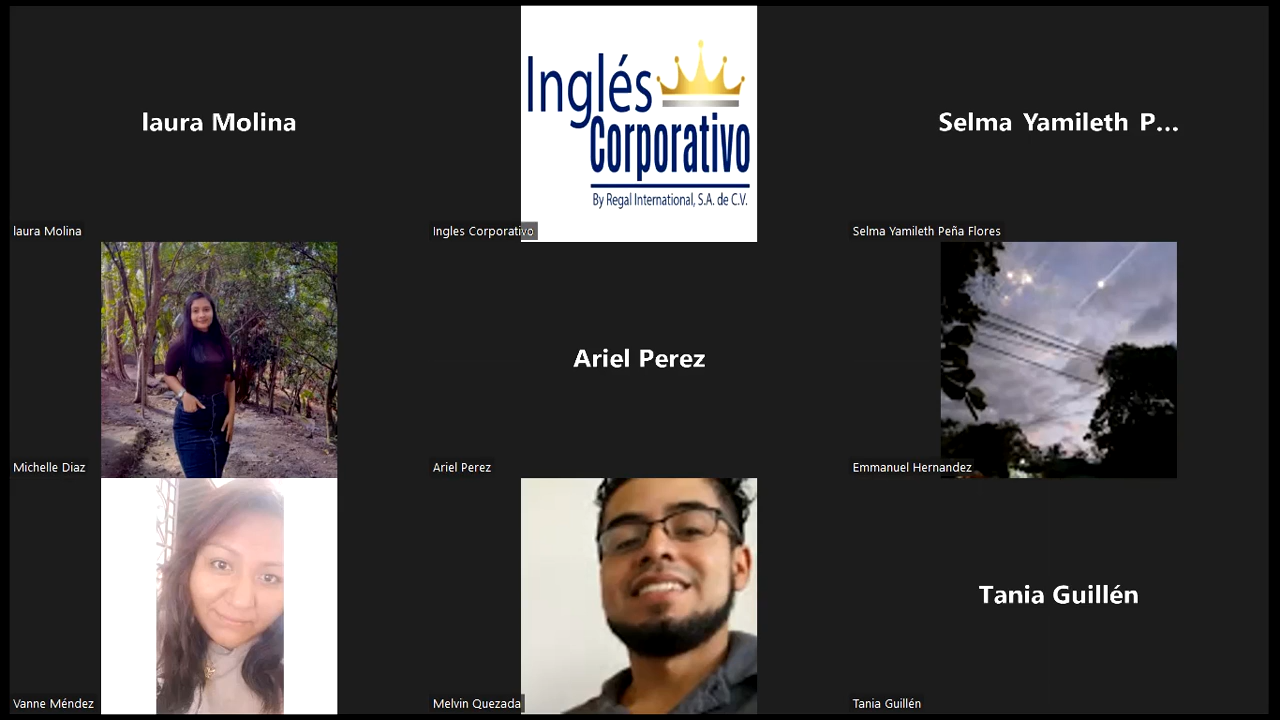 laura Molina
Inglés
Corporativo
By Regal International, S.A. de C.V.
Selma Yamileth P...
laura Molina
Ingles Corporativo
Selma Yamileth Peña Flores
Ariel Perez
Michelle Diaz
Ariel Perez
Emmanuel Hernandez
Tania Guillén
Vanne Méndez
Melvin Quezada
Tania Guillén